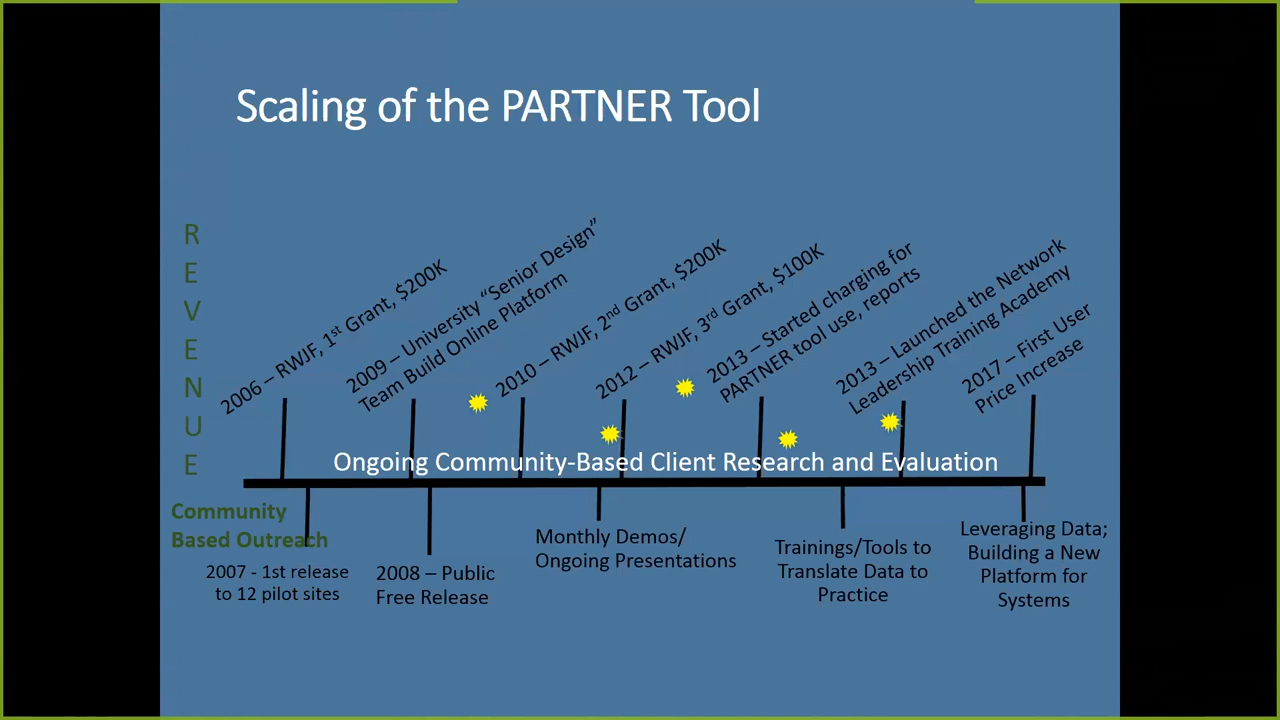 Scaling of the PARTNER Tool
REVENUE
2006 – RWJF, 1st Grant, $200K
2009 – University “Senior Design”
Team Build Online Platform
2010 – RWJF, 2nd Grant, $200K
2012 – RWJF, 3rd Grant, $100K
2013 – Started charging for
PARTNER tool use, reports
2013 – Launched the Network
Leadership Training Academy
2017 – First User
Price Increase
Ongoing Community-Based Client Research and Evaluation
Community
Based Outreach
2007 - 1st release
to 12 pilot sites
2008 – Public
Free Release
Monthly Demos/
Ongoing Presentations
Trainings/Tools to
Translate Data to
Practice
Leveraging Data;
Building a New
Platform for
Systems